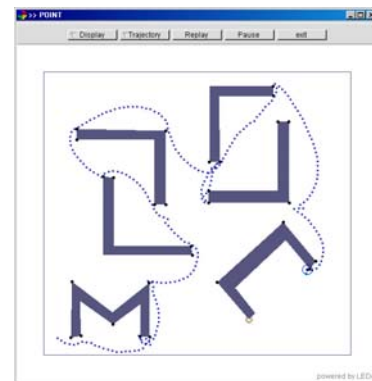 >> POINT
Display Trajectory Replay Pause exit
powered by LED